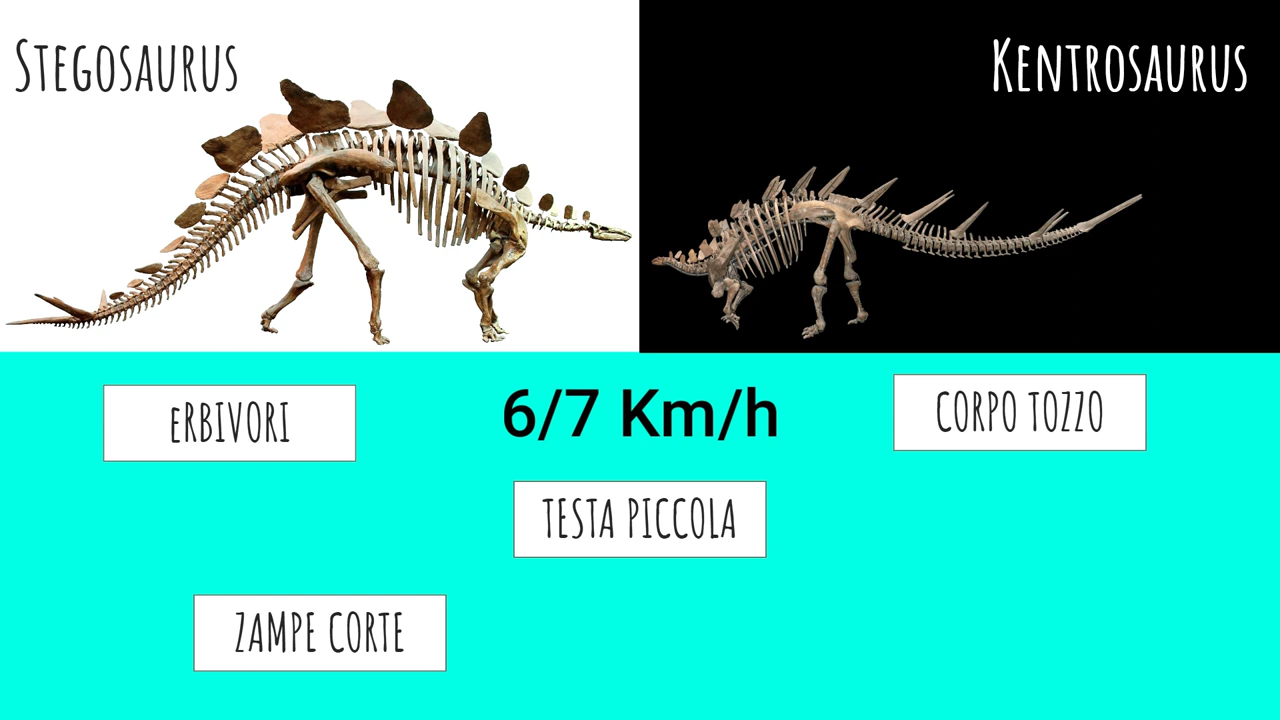 Stegosaurus
Kentrosaurus
eRBIVORI
6/7 Km/h
CORPO TOZZO
TESTA PICCOLA
ZAMPE CORTE